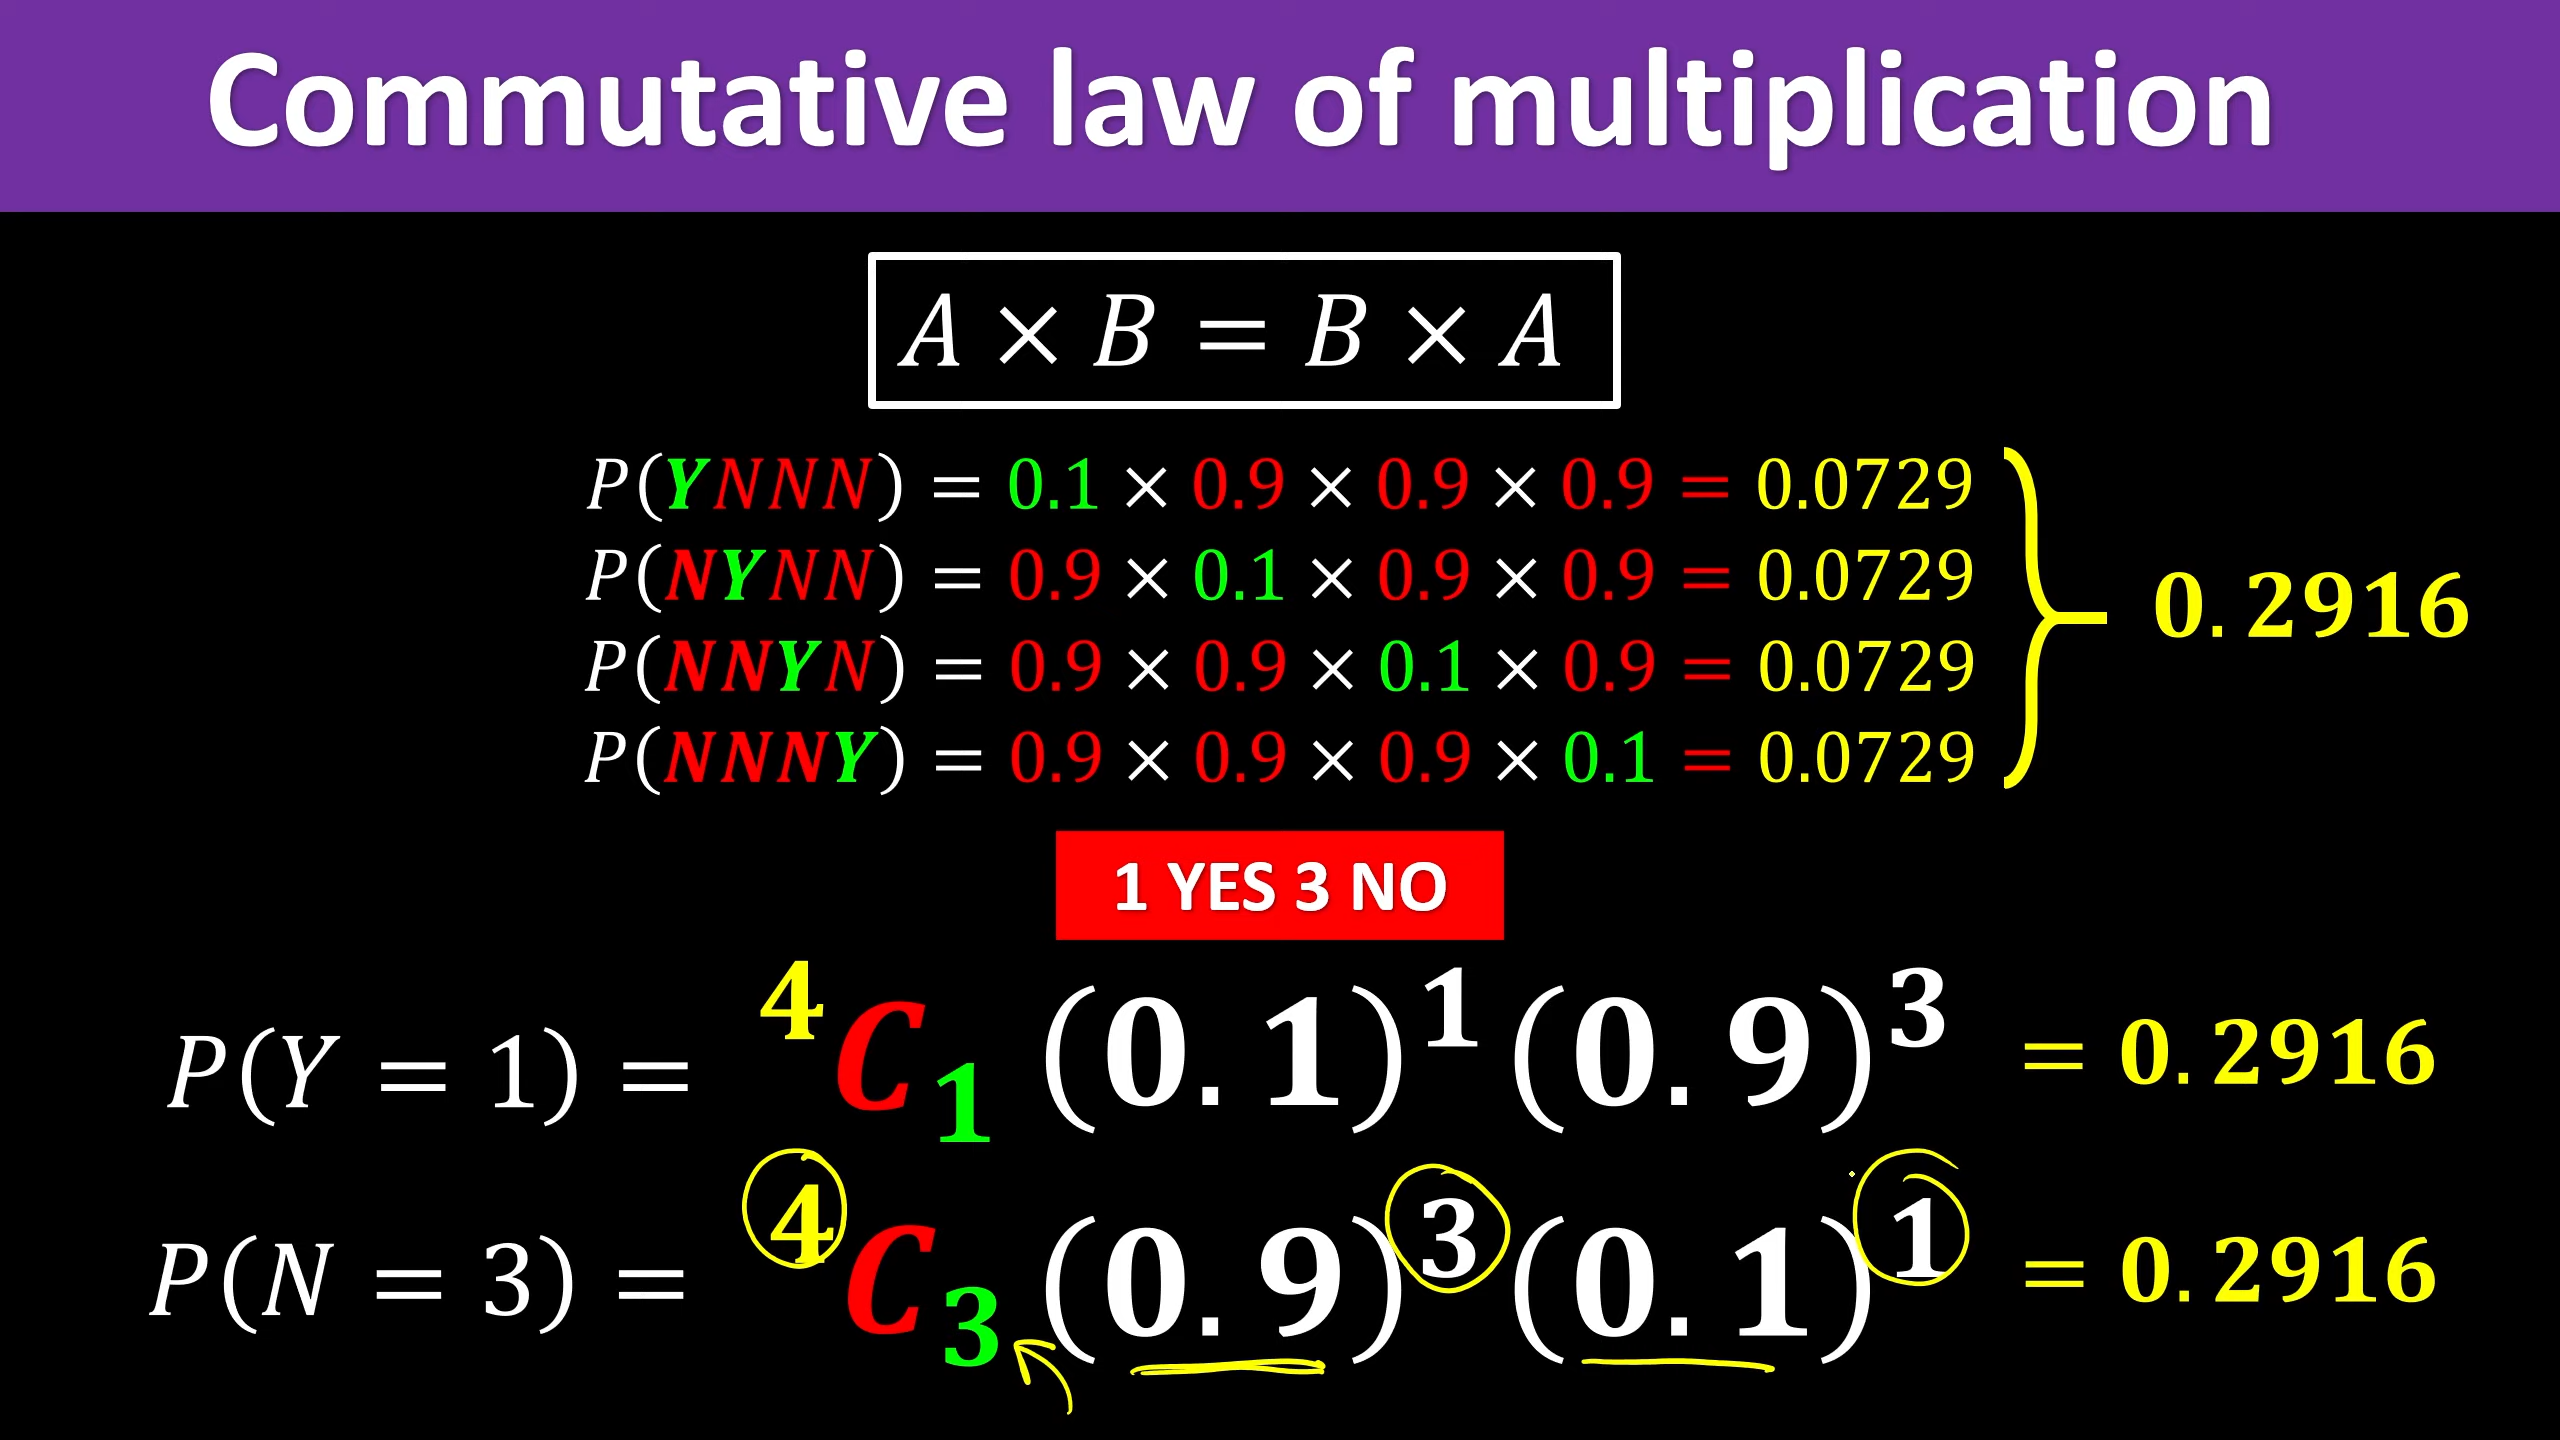 Commutative law of multiplication
A × B = B × A
P(YNNN) = 0.1 × 0.9 × 0.9 × 0.9 = 0.0729
P(NYNN) = 0.9 × 0.1 × 0.9 × 0.9 = 0.0729
0.2916
P(NNYN) = 0.9 × 0.9 × 0.1 × 0.9 = 0.0729
P(NNNY) = 0.9 × 0.9 × 0.9 × 0.1 = 0.0729
1 YES 3 NO
P(Y = 1) = ⁴C₁ (0.1)¹(0.9)³ = 0.2916
P(N = 3) = ⁴C₃ (0.9)³(0.1)¹ = 0.2916